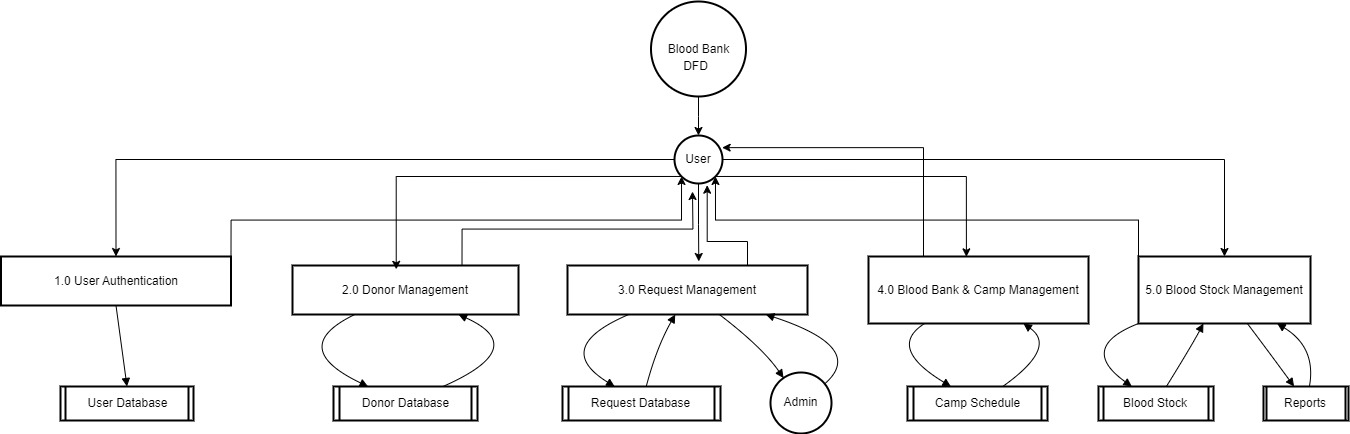 Blood Bank
DFD
User
1.0 User Authentication
2.0 Donor Management
3.0 Request Management
4.0 Blood Bank & Camp Management
5.0 Blood Stock Management
User Database
Donor Database
Request Database
Admin
Camp Schedule
Blood Stock
Reports